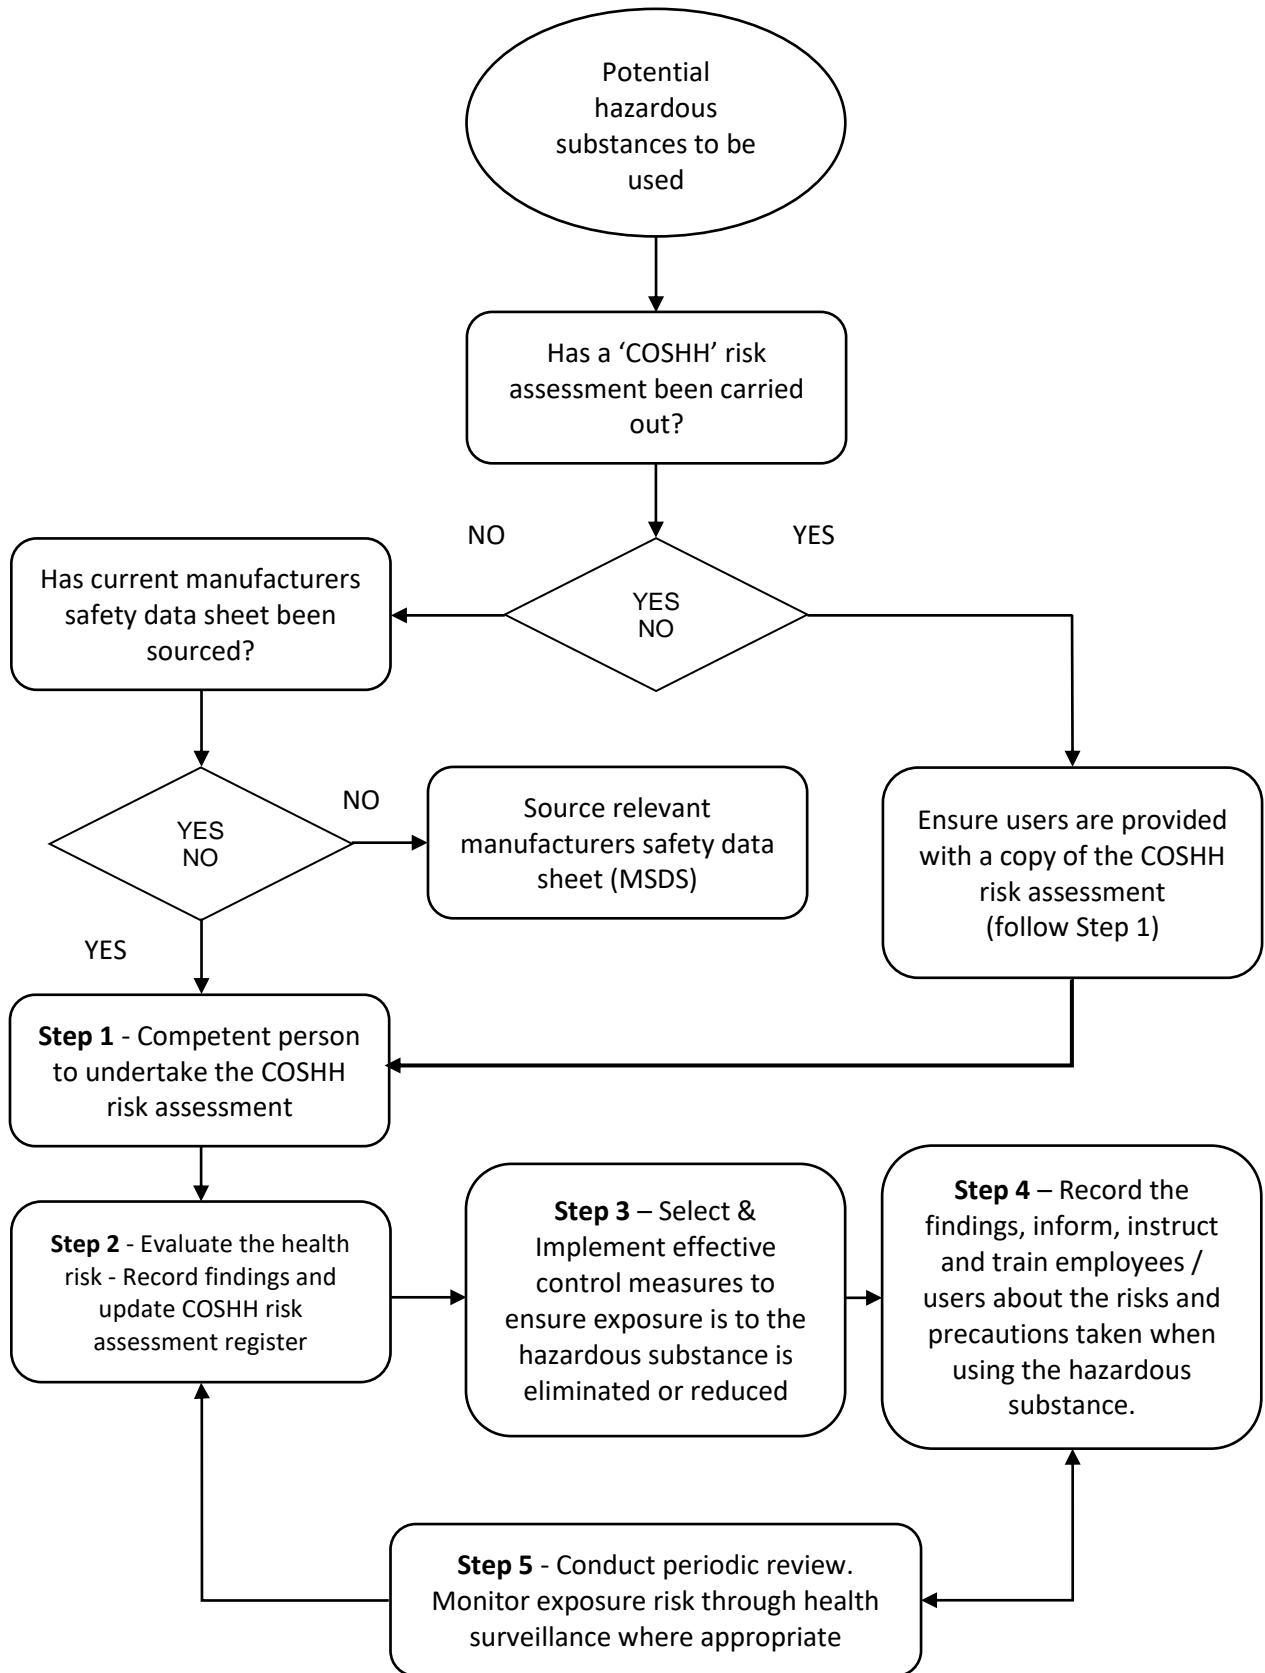 Potential
hazardous
substances to be
used
Has a ‘COSHH’ risk
assessment been carried
out?
NO
YES
Has current manufacturers
safety data sheet been
sourced?
YES
NO
YES
NO
NO
Source relevant
manufacturers safety data
sheet (MSDS)
Ensure users are provided
with a copy of the COSHH
risk assessment
(follow Step 1)
YES
Step 1 - Competent person
to undertake the COSHH
risk assessment
Step 2 - Evaluate the health
risk - Record findings and
update COSHH risk
assessment register
Step 3 – Select &
Implement effective
control measures to
ensure exposure is to the
hazardous substance is
eliminated or reduced
Step 4 – Record the
findings, inform, instruct
and train employees /
users about the risks and
precautions taken when
using the hazardous
substance.
Step 5 - Conduct periodic review.
Monitor exposure risk through health
surveillance where appropriate